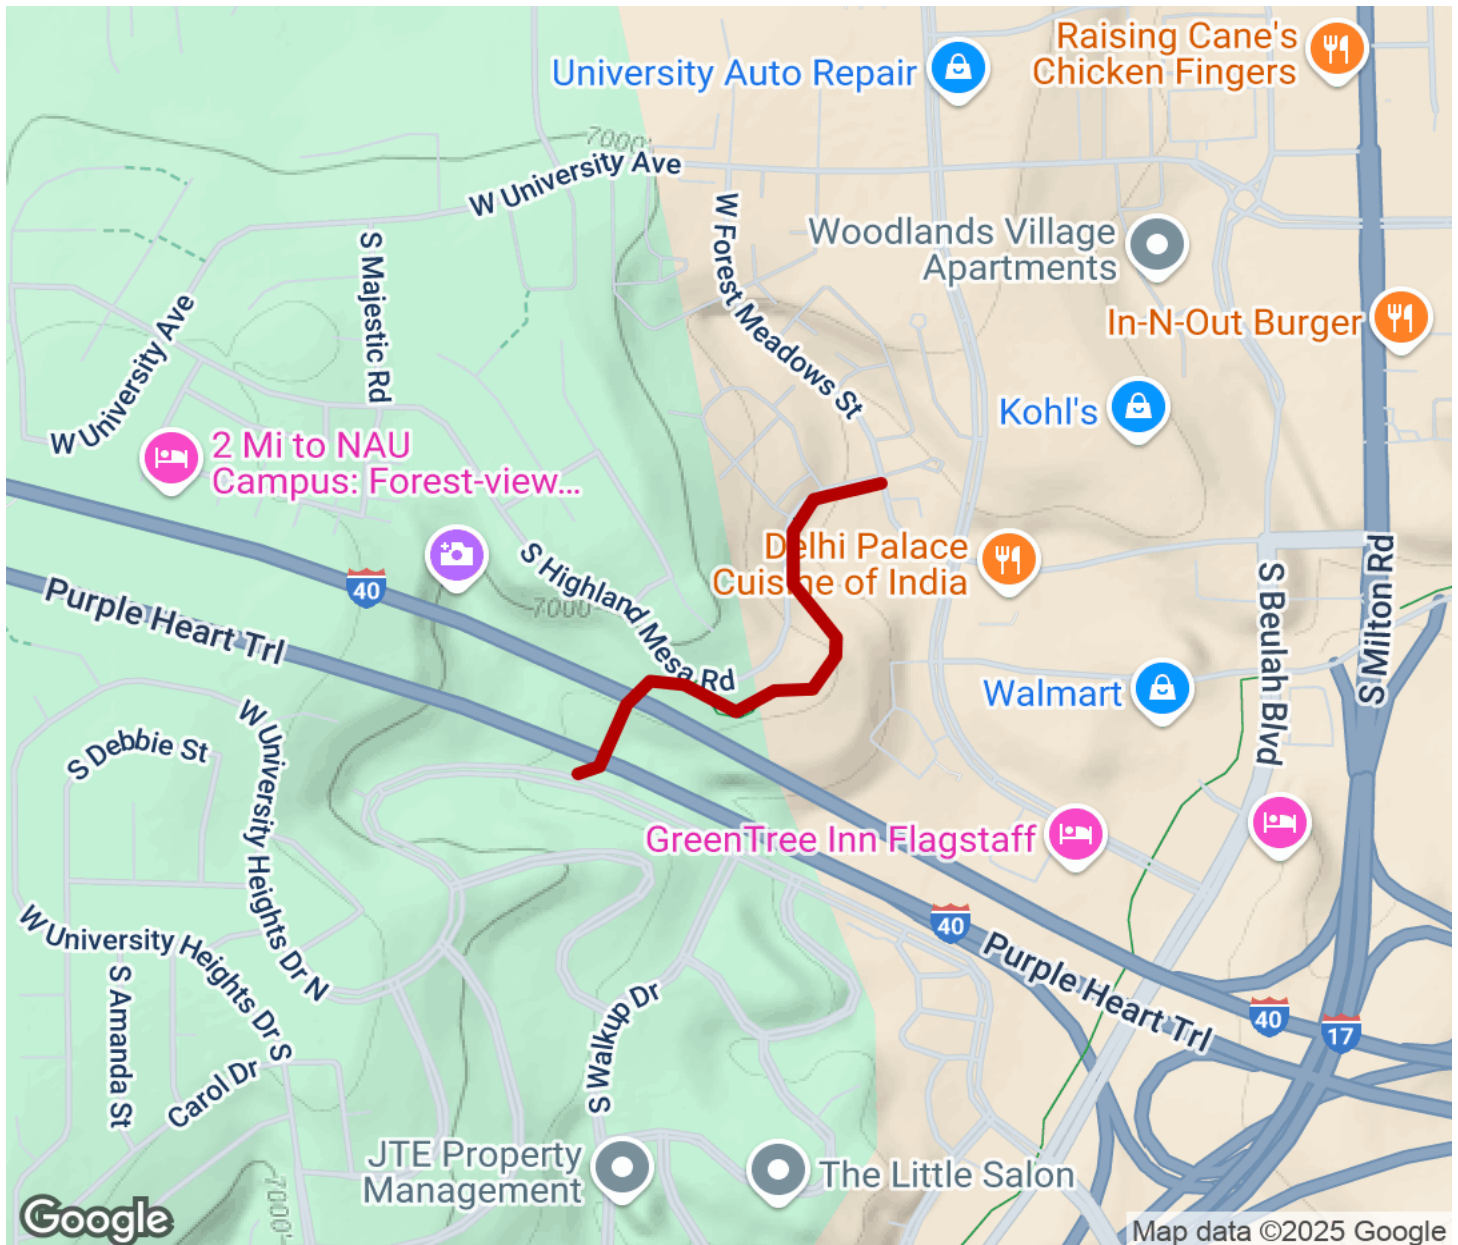 Raising Cane's
Chicken Fingers
University Auto Repair
7000'
W University Ave
W Forest Meadows St
S Majestic Rd
Woodlands Village
Apartments
In-N-Out Burger
W University Ave
Kohl's
2 Mi to NAU
Campus: Forest-view...
Delhi Palace
Cuisine of India
S Highland Mesa Rd
7000
40
Purple Heart Trl
S Beulah Blvd
S Milton Rd
Walmart
W University Heights Dr N
S Debbie St
GreenTree Inn Flagstaff
40
Purple Heart Trl
W University Heights Dr S
S Amanda St
Carol Dr
S Walkup Dr
40
17
JTE Property
Management
The Little Salon
7000'
Google
Map data ©2025 Google